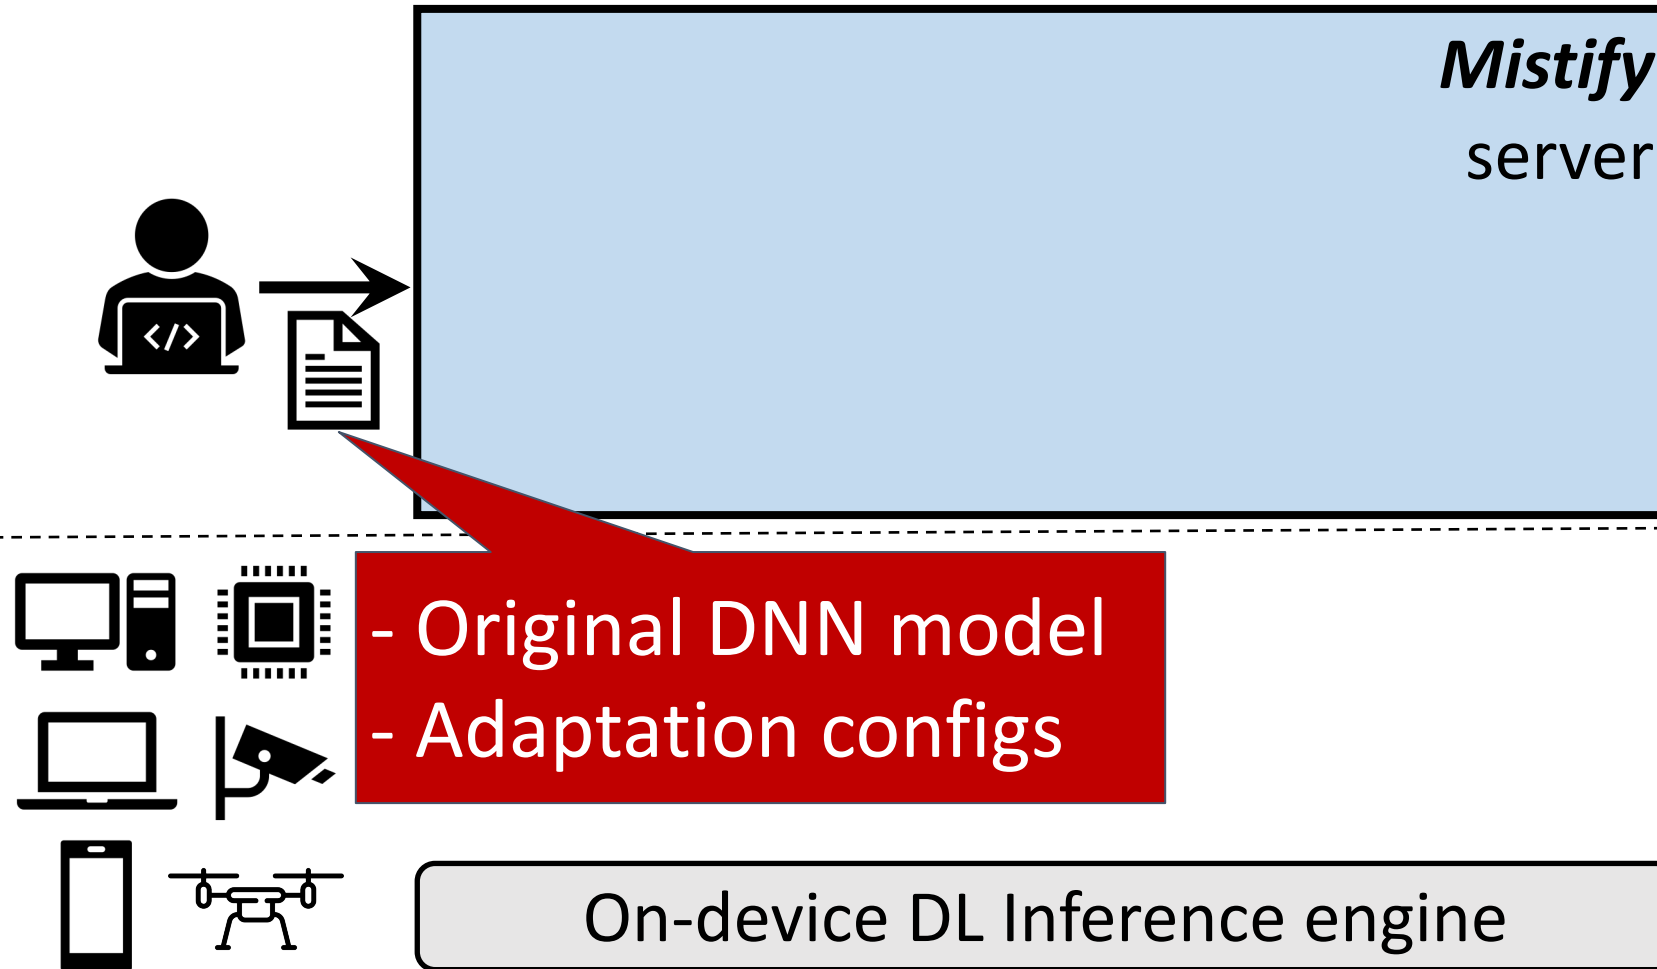 Mistify
server
</>
- Original DNN model
- Adaptation configs
On-device DL Inference engine